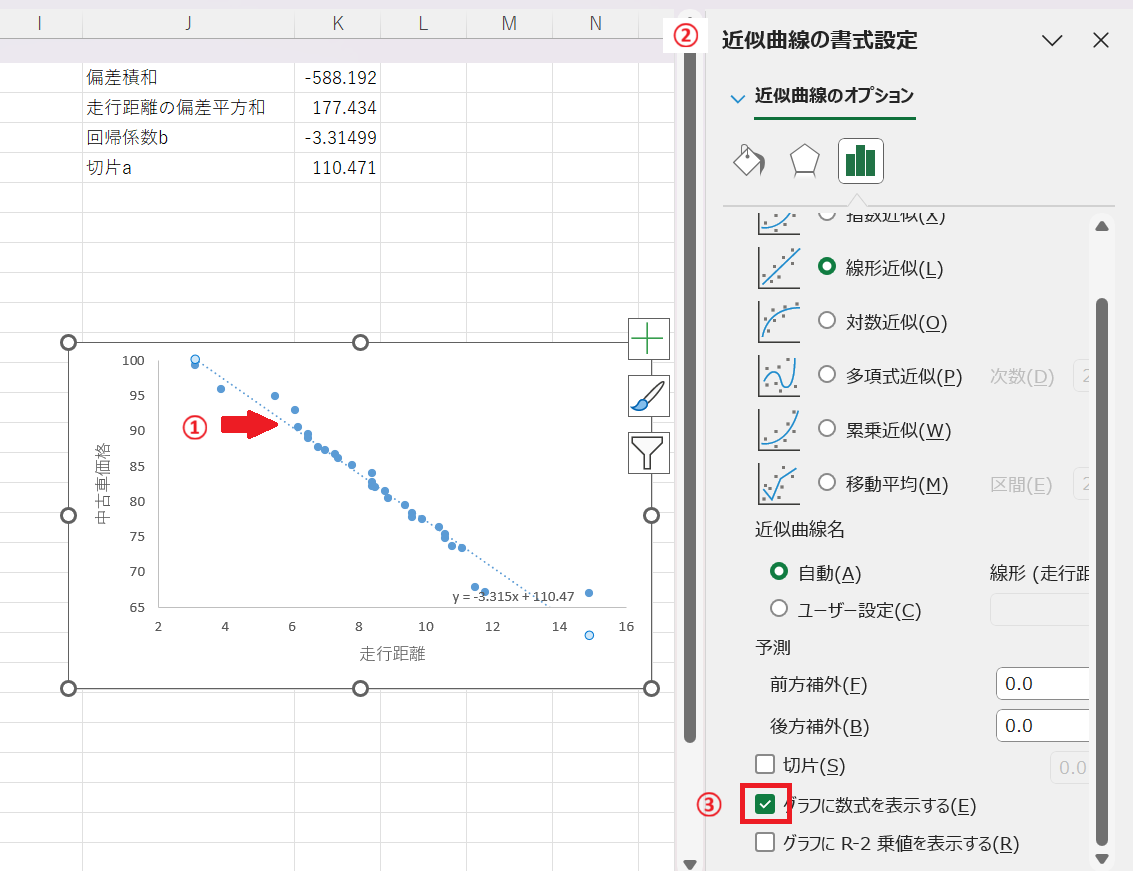 I J K L M N
偏差積和 -588.192
走行距離の偏差平方和 177.434
回帰係数b -3.31499
切片a 110.471
100
95
90
85
80
75
70
65
中古車価格
①
y = -3.315x + 110.47
2 4 6 8 10 12 14 16
走行距離
②
近似曲線の書式設定
近似曲線のオプション
指数近似(X)
線形近似(L)
対数近似(O)
多項式近似(P) 次数(D) 2
累乗近似(W)
移動平均(M) 区間(E) 2
近似曲線名
自動(A) 線形 (走行距
ユーザー設定(C)
予測
前方補外(F) 0.0
後方補外(B) 0.0
切片(S) 0.0
③ グラフに数式を表示する(E)
グラフに R-2 乗値を表示する(R)